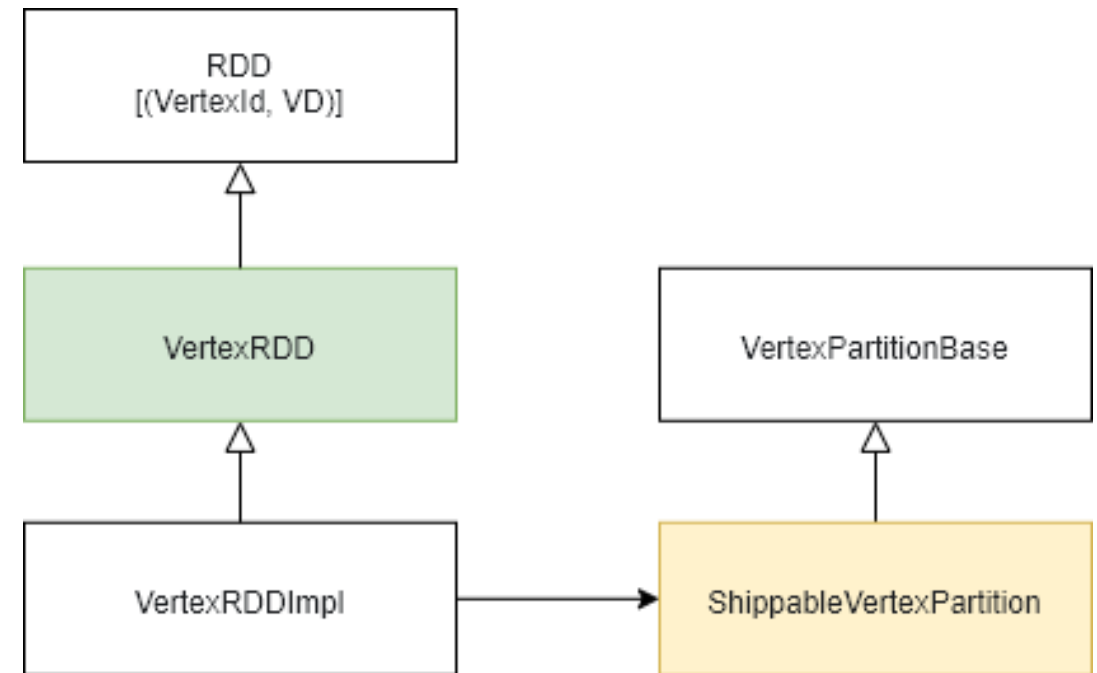 RDD
[(VertexId, VD)]
VertexRDD
VertexPartitionBase
VertexRDDImpl
ShippableVertexPartition